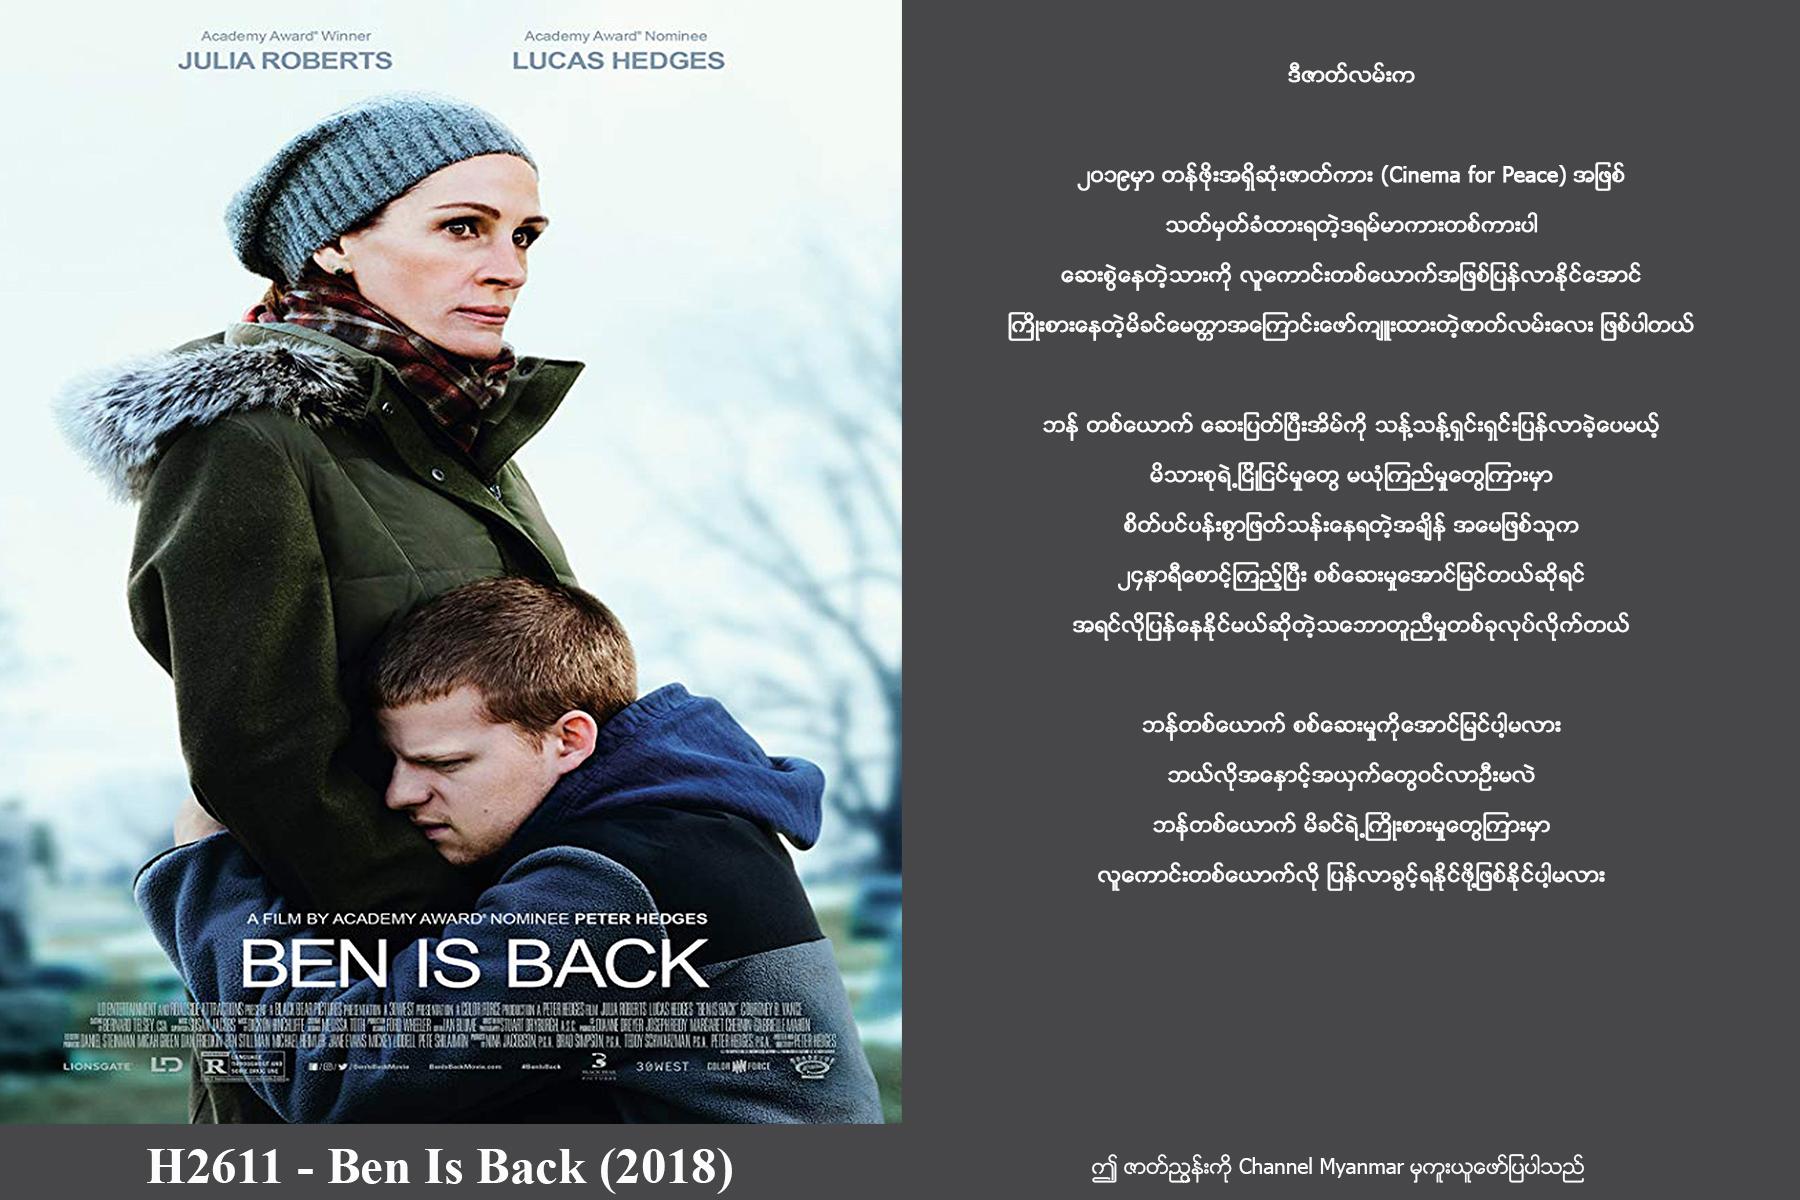 Academy Award® Winner
JULIA ROBERTS
Academy Award® Nominee
LUCAS HEDGES
A FILM BY ACADEMY AWARD® NOMINEE PETER HEDGES
BEN IS BACK
LIONSGATE LD R LANGUAGE THROUGHOUT AND SOME DRUG USE /BenIsBackMovie BenIsBackMovie.com #BenIsBack 30WEST COLOR FORCE
H2611 - Ben Is Back (2018)
ဒီဇာတ်လမ်းက
၂၀၁၉မှာ တန်ဖိုးအရှိဆုံးဇာတ်ကား (Cinema for Peace) အဖြစ်
သတ်မှတ်ခံထားရတဲ့ဒရမ်မာကားတစ်ကားပါ
ဆေးစွဲနေတဲ့သားကို လူကောင်းတစ်ယောက်အဖြစ်ပြန်လာနိုင်အောင်
ကြိုးစားနေတဲ့မိခင်မေတ္တာအကြောင်းဖော်ကျူးထားတဲ့ဇာတ်လမ်းလေး ဖြစ်ပါတယ်
ဘန် တစ်ယောက် ဆေးပြတ်ပြီးအိမ်ကို သန့်သန့်ရှင်းရှင်းပြန်လာခဲ့ပေမယ့်
မိသားစုရဲ့ငြိုငြင်မှုတွေ မယုံကြည်မှုတွေကြားမှာ
စိတ်ပင်ပန်းစွာဖြတ်သန်းနေရတဲ့အချိန် အမေဖြစ်သူက
၂၄နာရီစောင့်ကြည့်ပြီး စစ်ဆေးမှုအောင်မြင်တယ်ဆိုရင်
အရင်လိုပြန်နေနိုင်မယ်ဆိုတဲ့သဘောတူညီမှုတစ်ခုလုပ်လိုက်တယ်
ဘန်တစ်ယောက် စစ်ဆေးမှုကိုအောင်မြင်ပါ့မလား
ဘယ်လိုအနှောင့်အယှက်တွေဝင်လာဦးမလဲ
ဘန်တစ်ယောက် မိခင်ရဲ့ကြိုးစားမှုတွေကြားမှာ
လူကောင်းတစ်ယောက်လို ပြန်လာခွင့်ရနိုင်ဖို့ဖြစ်နိုင်ပါ့မလား
ဤ ဇာတ်ညွှန်းကို Channel Myanmar မှကူးယူဖော်ပြပါသည်